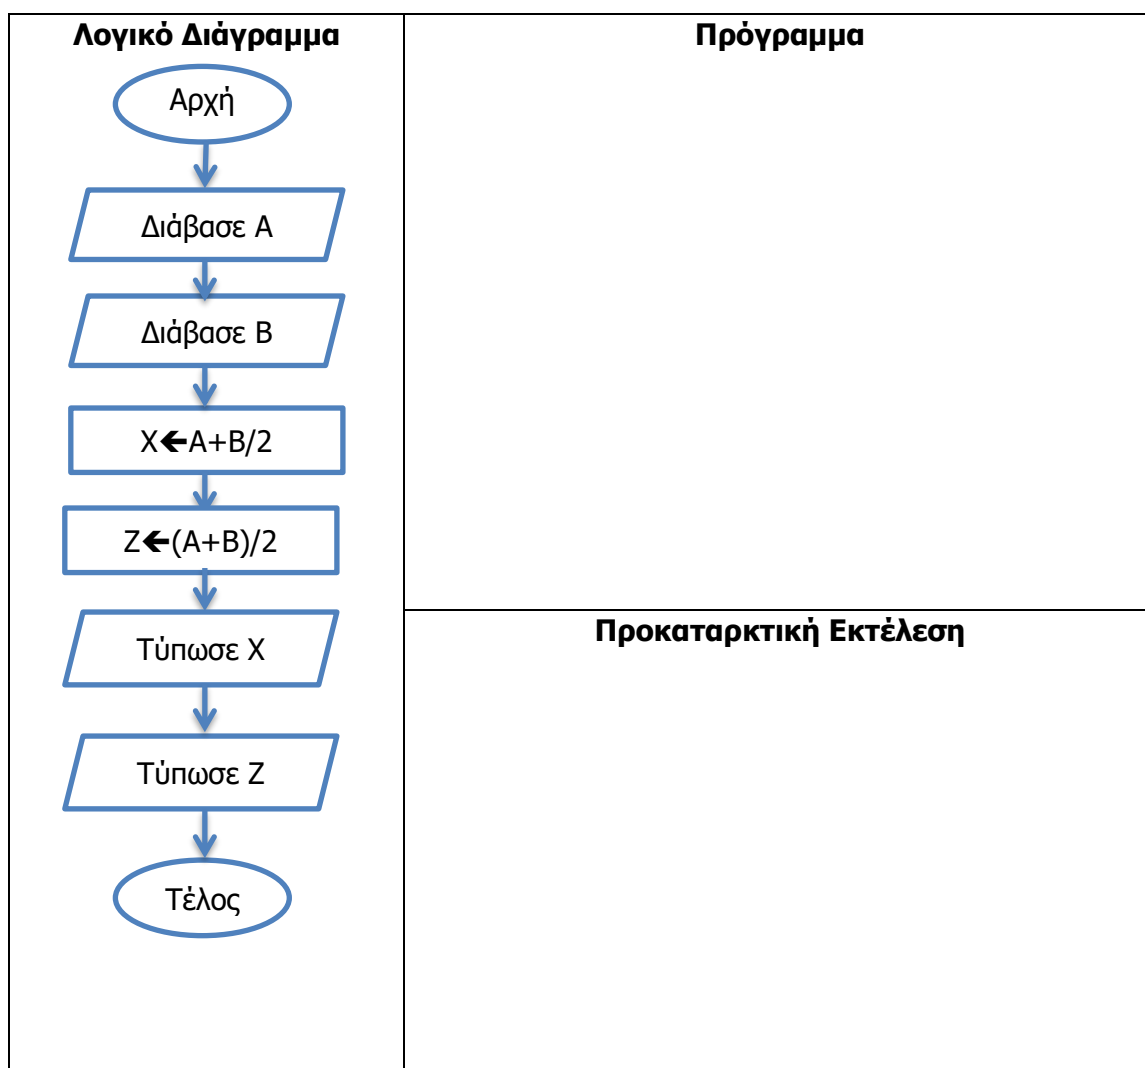 Λογικό Διάγραμμα
Αρχή
Διάβασε Α
Διάβασε Β
Χ🡸Α+Β/2
Ζ🡸(Α+Β)/2
Τύπωσε Χ
Τύπωσε Ζ
Τέλος
Πρόγραμμα
Προκαταρκτική Εκτέλεση